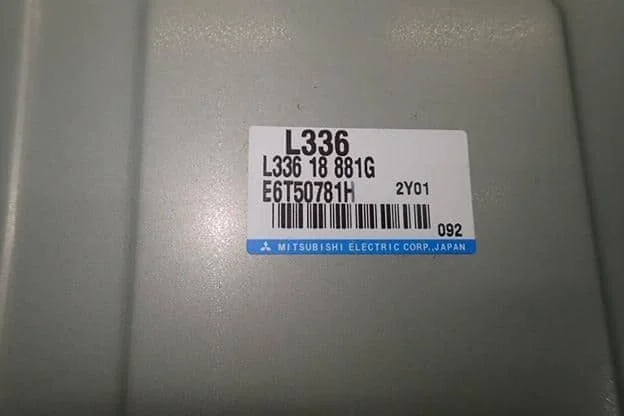 L336
L336 18 881G
E6T50781H 2Y01
092
MITSUBISHI ELECTRIC CORP.,JAPAN